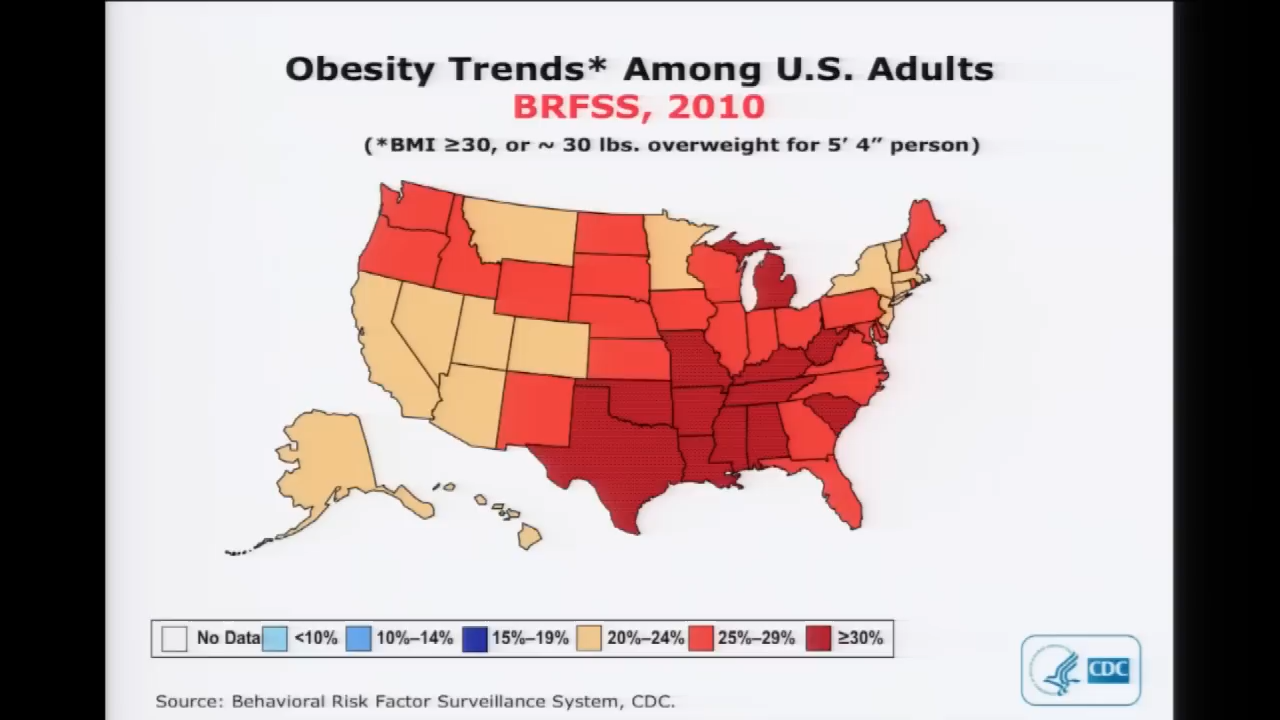 Obesity Trends* Among U.S. Adults
BRFSS, 2010
(*BMI ≥30, or ~ 30 lbs. overweight for 5′ 4″ person)
No Data <10% 10%–14% 15%–19% 20%–24% 25%–29% ≥30%
CDC
Source: Behavioral Risk Factor Surveillance System, CDC.